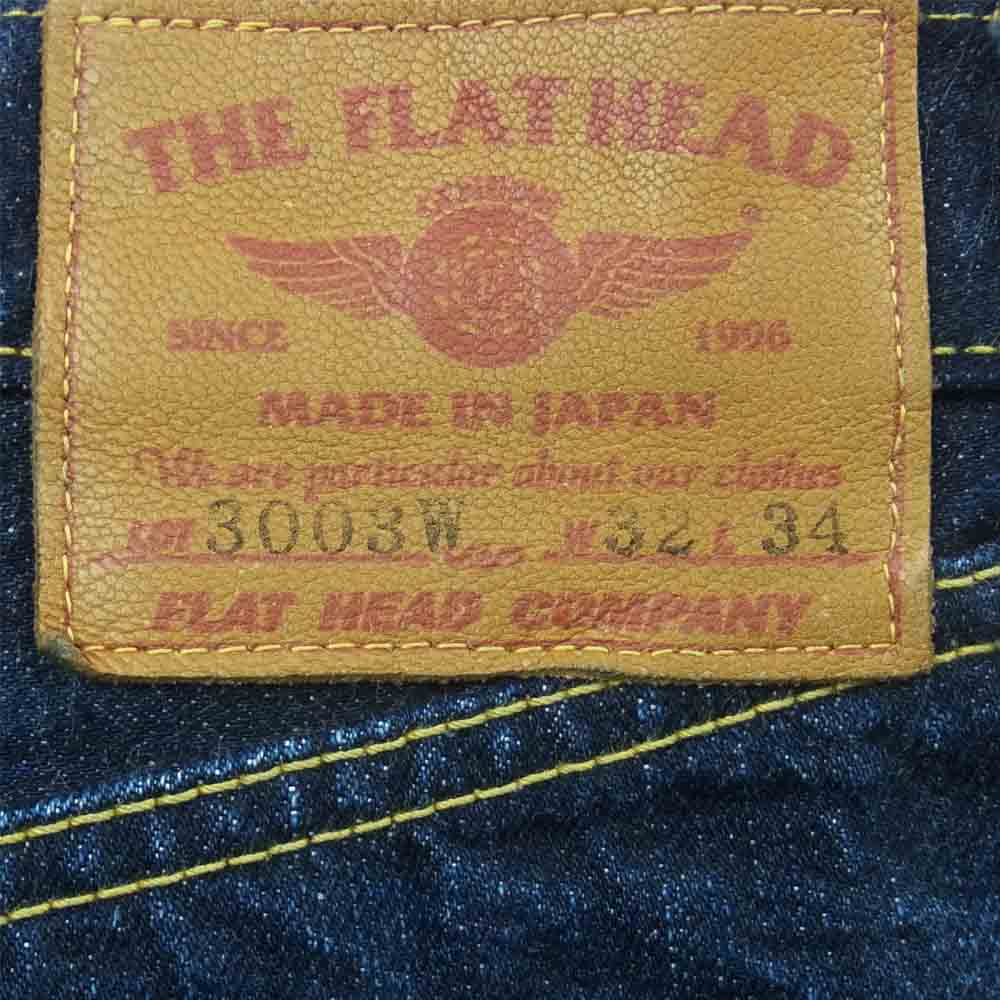 THE FLAT HEAD
®
SINCE 1996
MADE IN JAPAN
We are particular about our clothes
LOT 3003W W 32 L 34
FLAT HEAD COMPANY